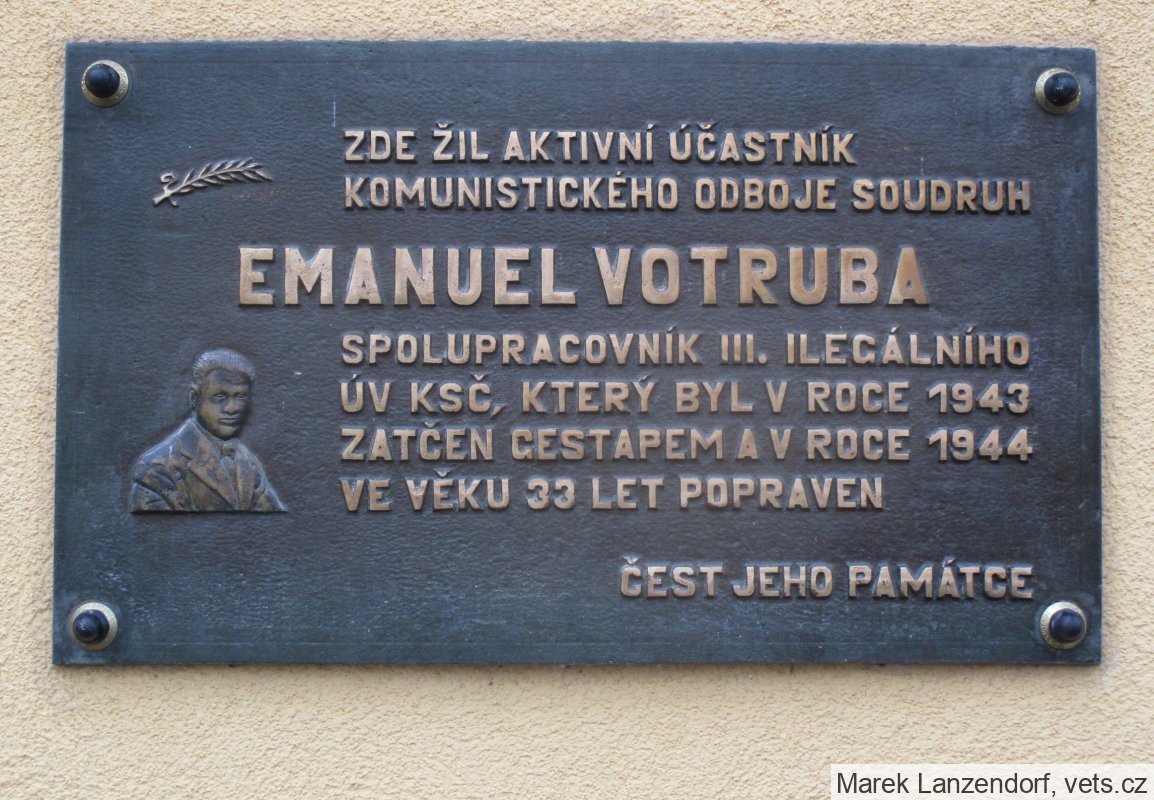 ZDE ŽIL AKTIVNÍ ÚČASTNÍK
KOMUNISTICKÉHO ODBOJE SOUDRUH
EMANUEL VOTRUBA
SPOLUPRACOVNÍK III. ILEGÁLNÍHO
ÚV KSČ, KTERÝ BYL V ROCE 1943
ZATČEN GESTAPEM A V ROCE 1944
VE VĚKU 33 LET POPRAVEN
ČEST JEHO PAMÁTCE
Marek Lanzendorf, vets.cz